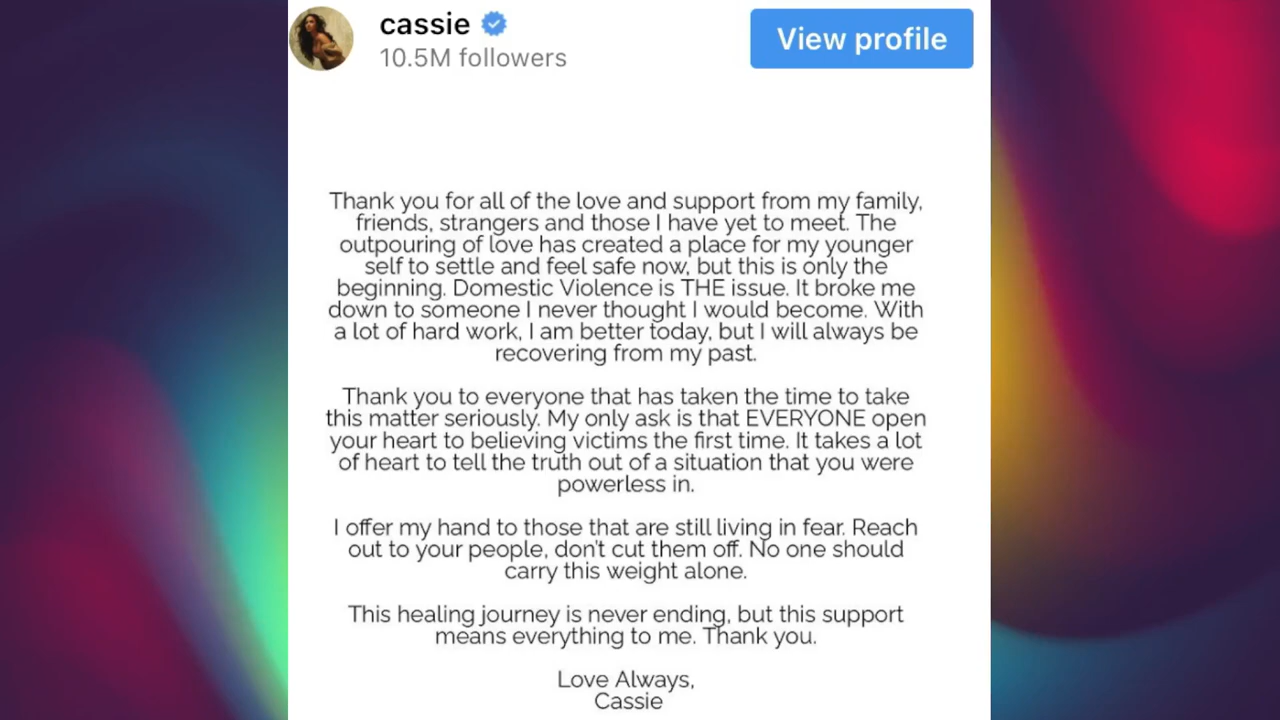 cassie
10.5M followers
View profile
Thank you for all of the love and support from my family,
friends, strangers and those I have yet to meet. The
outpouring of love has created a place for my younger
self to settle and feel safe now, but this is only the
beginning. Domestic Violence is THE issue. It broke me
down to someone I never thought I would become. With
a lot of hard work, I am better today, but I will always be
recovering from my past.
Thank you to everyone that has taken the time to take
this matter seriously. My only ask is that EVERYONE open
your heart to believing victims the first time. It takes a lot
of heart to tell the truth out of a situation that you were
powerless in.
I offer my hand to those that are still living in fear. Reach
out to your people, don't cut them off. No one should
carry this weight alone.
This healing journey is never ending, but this support
means everything to me. Thank you.
Love Always,
Cassie